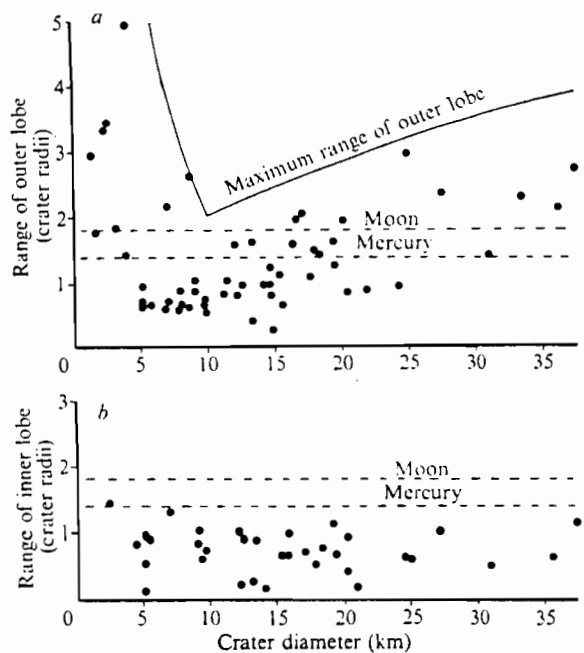 a
5
4
3
2
1
0
Range of outer lobe
(crater radii)
Maximum range of outer lobe
Moon
Mercury
5
10
15
20
25
30
35
b
3
2
1
0
Range of inner lobe
(crater radii)
Moon
Mercury
5
10
15
20
25
30
35
Crater diameter (km)